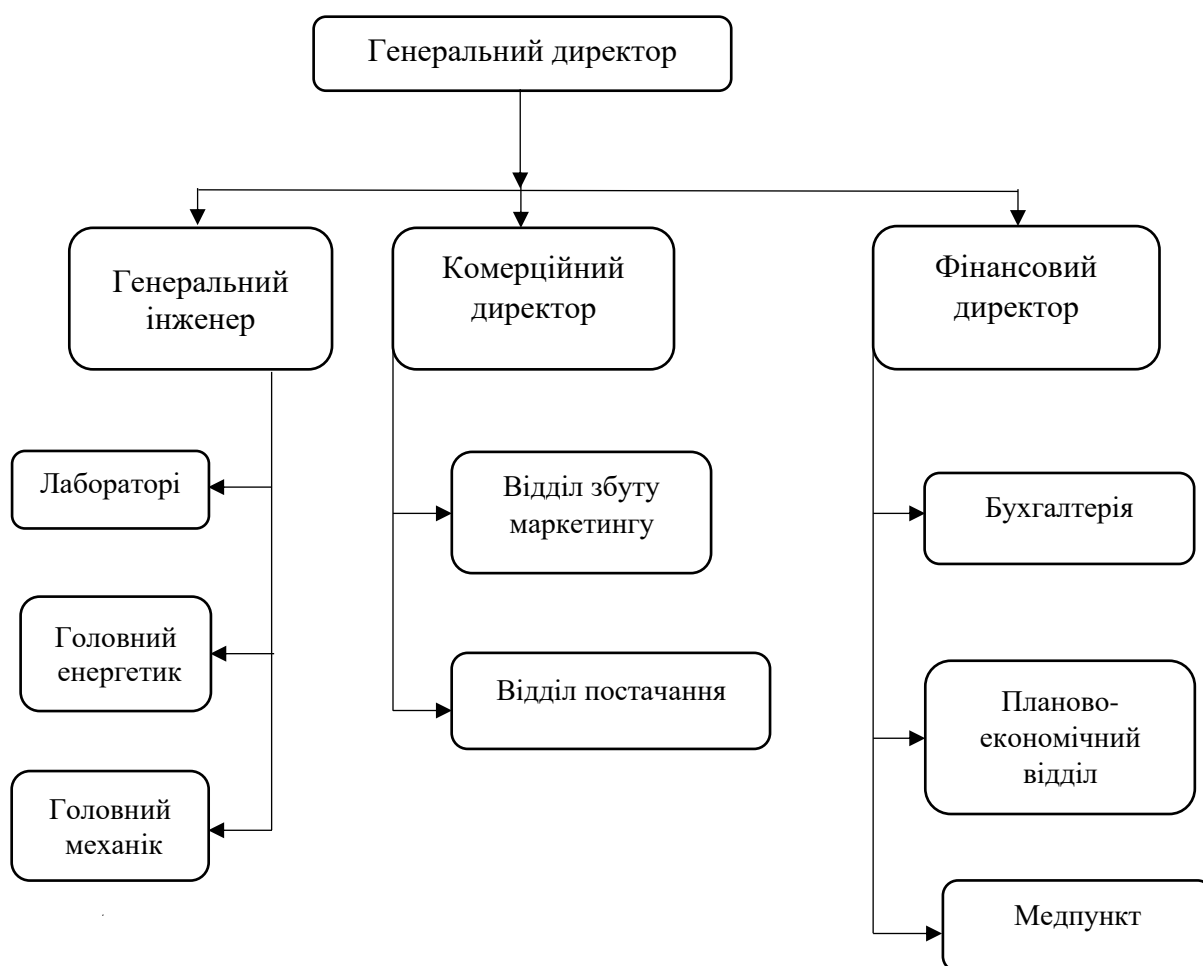 Генеральний директор
Генеральний
інженер
Комерційний
директор
Фінансовий
директор
Лабораторі
Головний
енергетик
Головний
механік
Відділ збуту
маркетингу
Відділ постачання
Бухгалтерія
Планово-
економічний
відділ
Медпункт